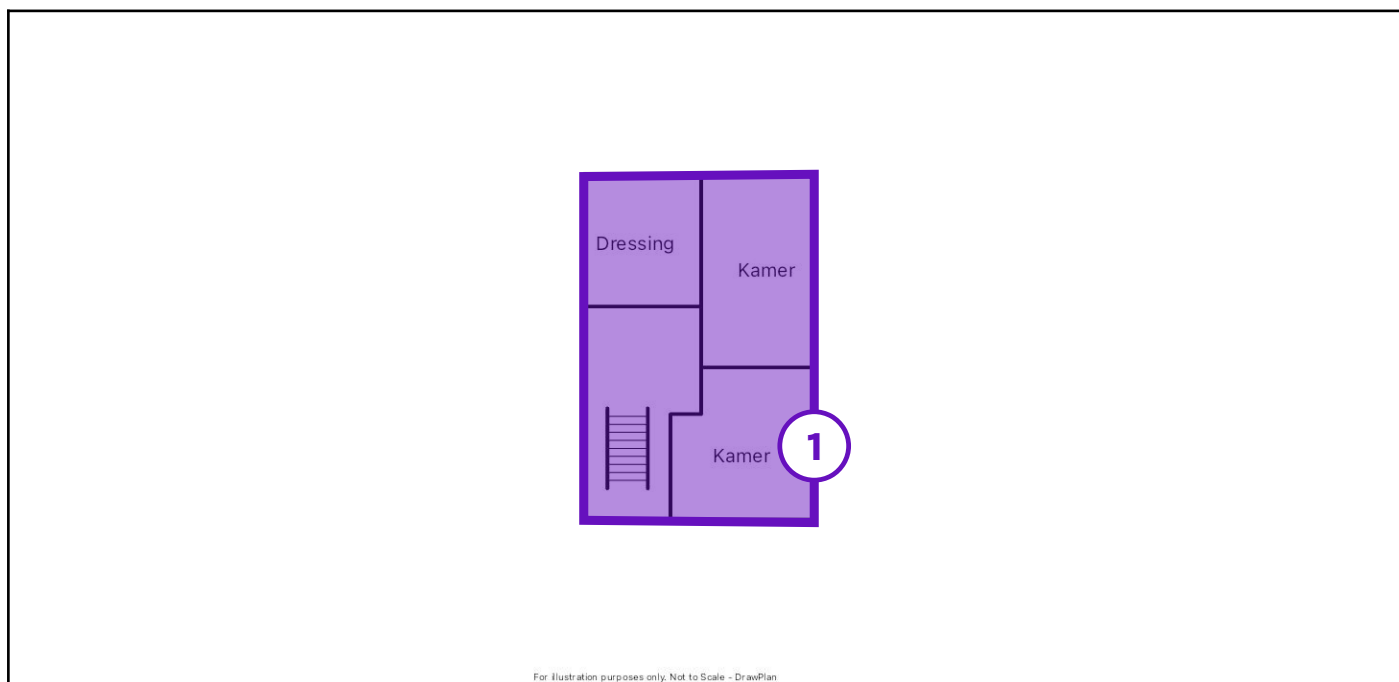 Dressing
Kamer
Kamer
1
For illustration purposes only. Not to Scale - DrawPlan